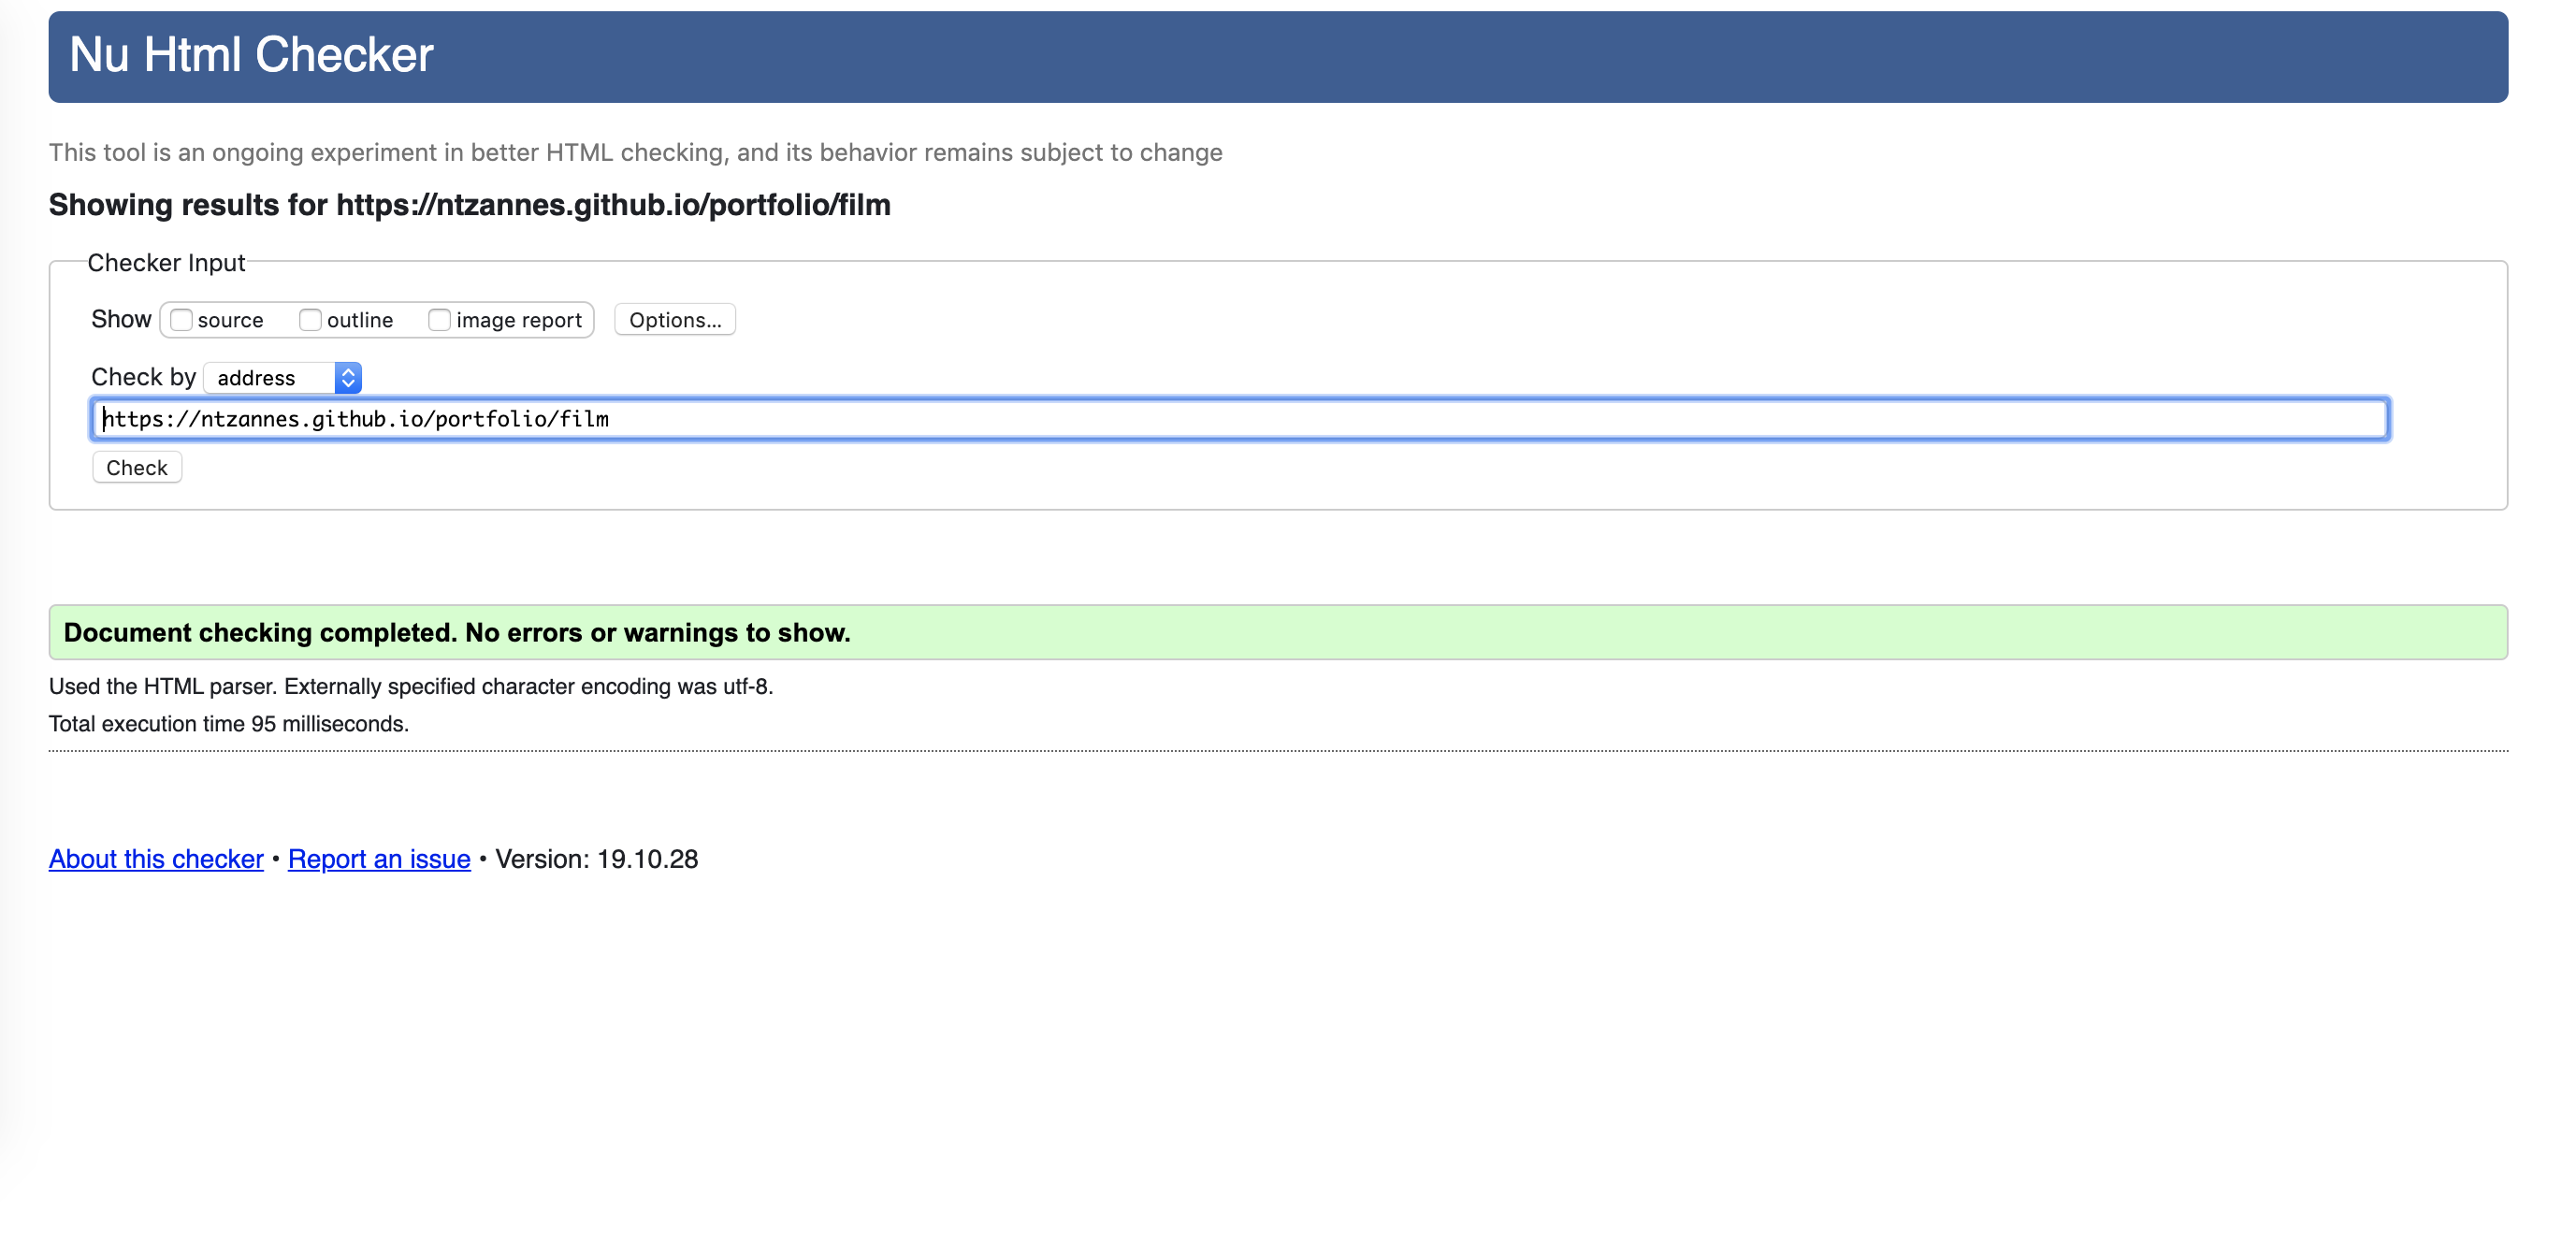 Nu Html Checker
This tool is an ongoing experiment in better HTML checking, and its behavior remains subject to change
Showing results for https://ntzannes.github.io/portfolio/film
Checker Input
Show source outline image report Options...
Check by address
https://ntzannes.github.io/portfolio/film
Check
Document checking completed. No errors or warnings to show.
Used the HTML parser. Externally specified character encoding was utf-8.
Total execution time 95 milliseconds.
About this checker • Report an issue • Version: 19.10.28